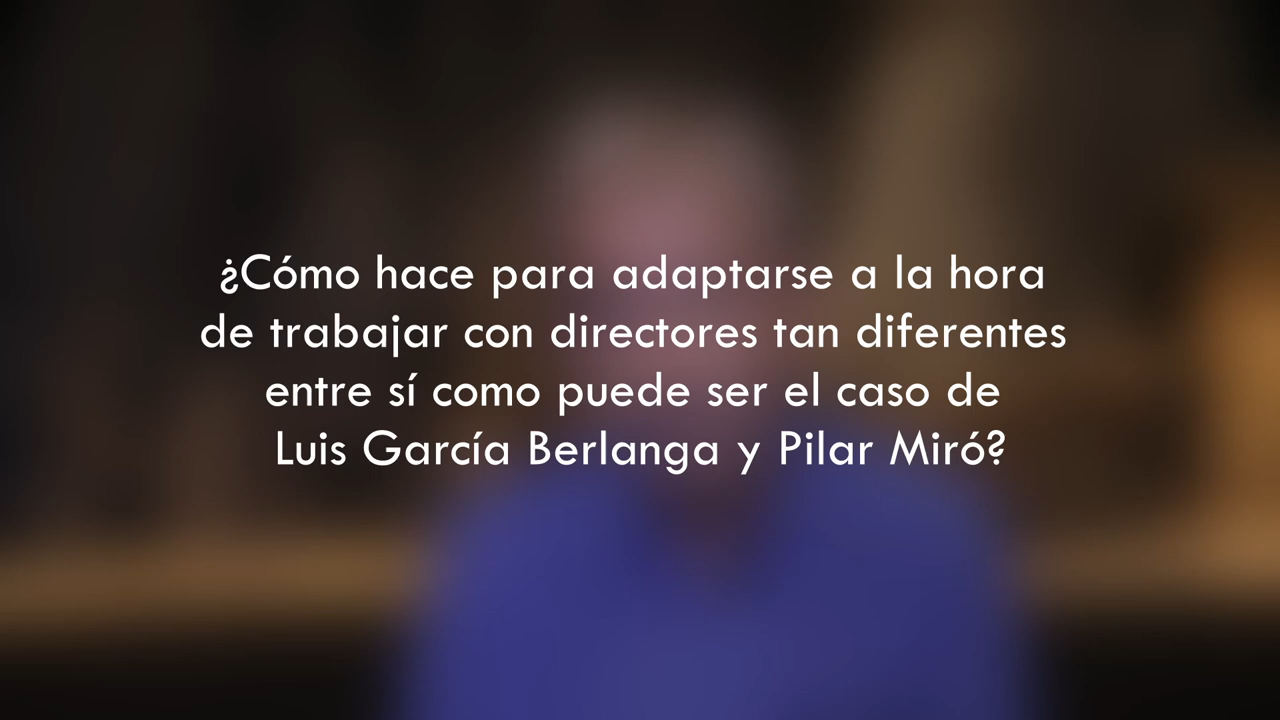 ¿Cómo hace para adaptarse a la hora
de trabajar con directores tan diferentes
entre sí como puede ser el caso de
Luis García Berlanga y Pilar Miró?